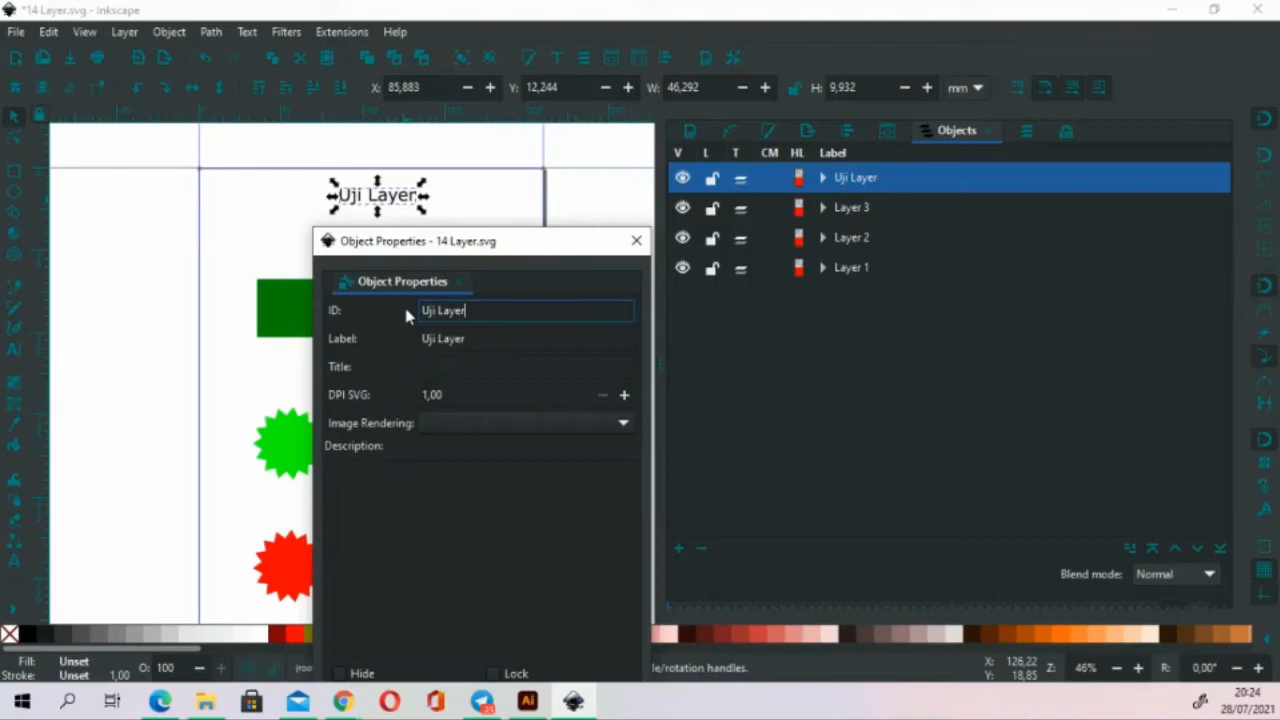 *14 Layer.svg - Inkscape
File Edit View Layer Object Path Text Filters Extensions Help
X: 85,883 Y: 12,244 W: 46,292 H: 9,932 mm
Objects
V L T CM HL Label
Uji Layer
Layer 3
Layer 2
Layer 1
Uji Layer
Object Properties - 14 Layer.svg
Object Properties
ID: Uji Layer
Label: Uji Layer
Title:
DPI SVG: 1,00
Image Rendering:
Description:
Hide Lock
Blend mode: Normal
Fill: Unset
Stroke: Unset 1,00 O: 100
le/rotation handles.
X: 126,22
Y: 18,85
Z: 46% R: 0,00°
20:24
28/07/2021